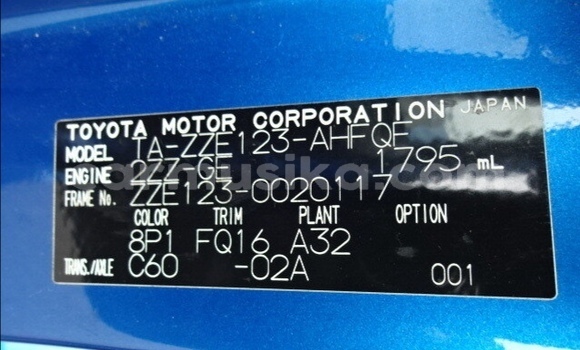 TOYOTA MOTOR CORPORATION JAPAN
MODEL TA-ZZE123-AHFQF
ENGINE 2ZZ-GE 1795 mL
FRAME No. ZZE123-0020117
COLOR TRIM PLANT OPTION
8P1 FQ16 A32
TRANS./AXLE C60 -02A 001